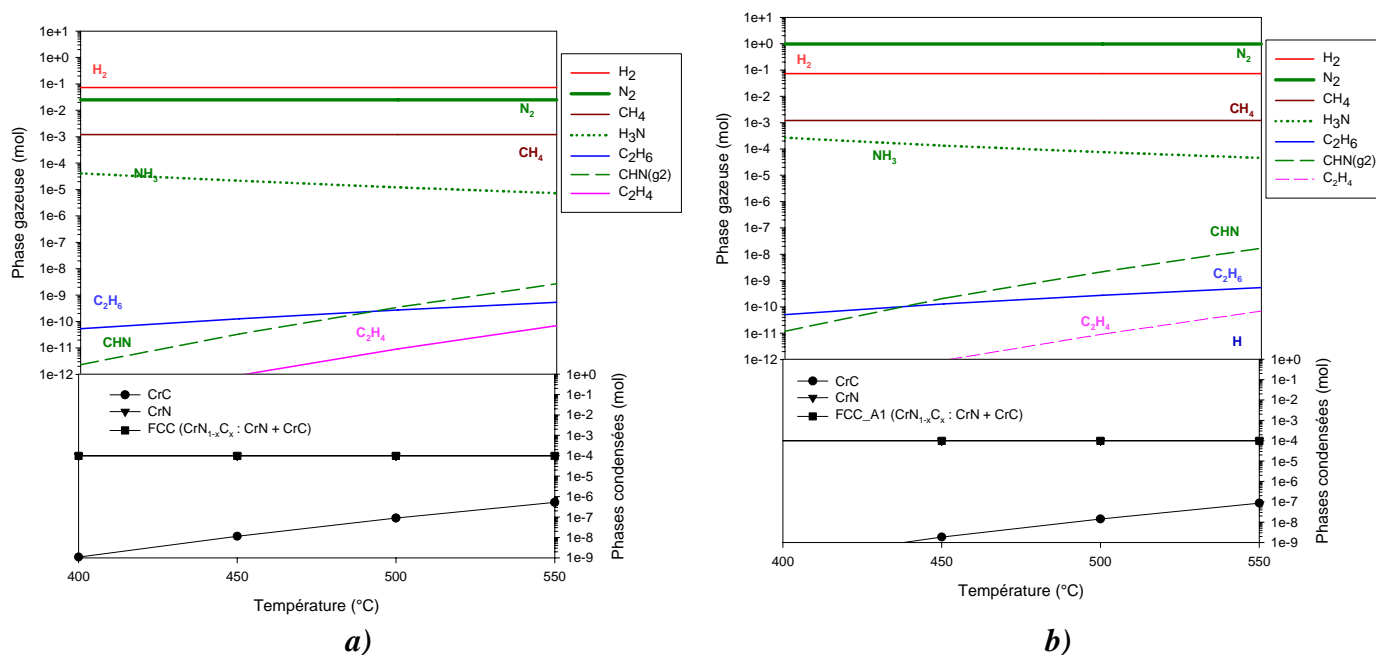 1e+1
1e+0
1e-1
1e-2
1e-3
1e-4
1e-5
1e-6
1e-7
1e-8
1e-9
1e-10
1e-11
1e-12
Phase gazeuse (mol)
H₂
N₂
CH₄
NH₃
C₂H₆
CHN
C₂H₄
H₂
N₂
CH₄
H₃N
C₂H₆
CHN(g2)
C₂H₄
CrC
CrN
FCC (CrN₁₋ₓCₓ : CrN + CrC)
1e+0
1e-1
1e-2
1e-3
1e-4
1e-5
1e-6
1e-7
1e-8
1e-9
Phases condensées (mol)
400
450
500
550
Température (°C)
a)
1e+1
1e+0
1e-1
1e-2
1e-3
1e-4
1e-5
1e-6
1e-7
1e-8
1e-9
1e-10
1e-11
1e-12
Phase gazeuse (mol)
H₂
N₂
CH₄
NH₃
CHN
C₂H₆
C₂H₄
H
H₂
N₂
CH₄
H₃N
C₂H₆
CHN(g2)
C₂H₄
CrC
CrN
FCC_A1 (CrN₁₋ₓCₓ : CrN + CrC)
1e+0
1e-1
1e-2
1e-3
1e-4
1e-5
1e-6
1e-7
1e-8
1e-9
Phases condensées (mol)
400
450
500
550
Température (°C)
b)